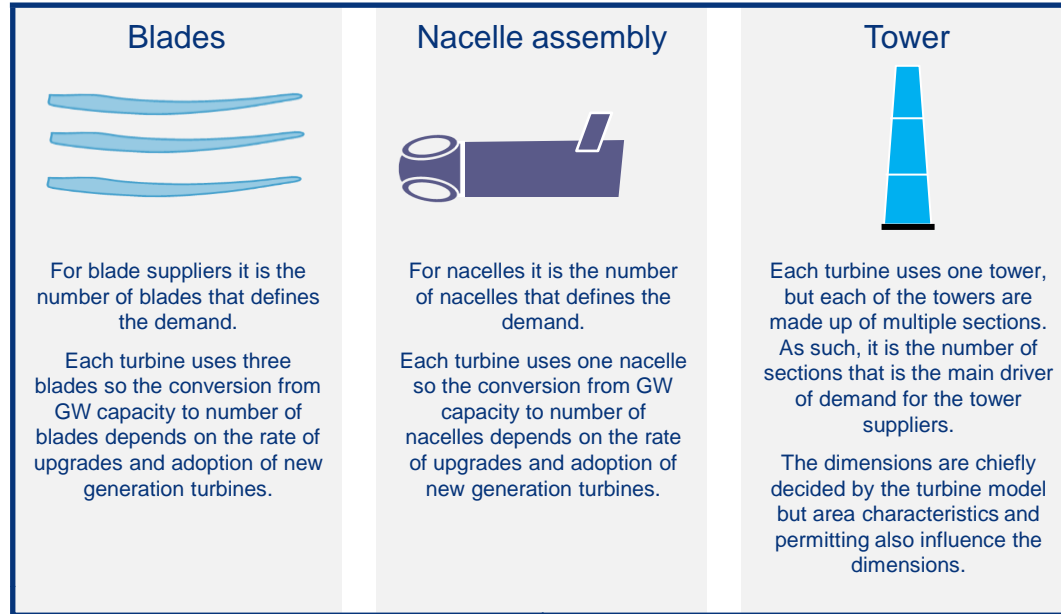 Blades
For blade suppliers it is the
number of blades that defines
the demand.
Each turbine uses three
blades so the conversion from
GW capacity to number of
blades depends on the rate of
upgrades and adoption of new
generation turbines.
Nacelle assembly
For nacelles it is the number
of nacelles that defines the
demand.
Each turbine uses one nacelle
so the conversion from GW
capacity to number of
nacelles depends on the rate
of upgrades and adoption of
new generation turbines.
Tower
Each turbine uses one tower,
but each of the towers are
made up of multiple sections.
As such, it is the number of
sections that is the main driver
of demand for the tower
suppliers.
The dimensions are chiefly
decided by the turbine model
but area characteristics and
permitting also influence the
dimensions.